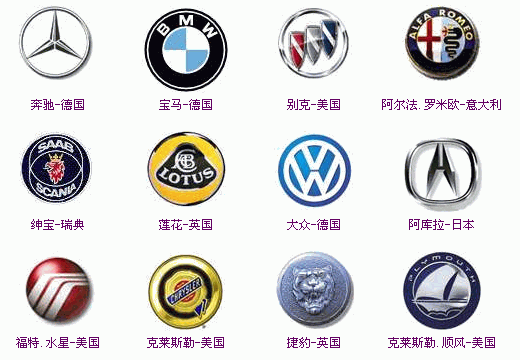 BMW
ALFA ROMEO
奔驰-德国
宝马-德国
别克-美国
阿尔法.罗米欧-意大利
SAAB
SCANIA
LOTUS
绅宝-瑞典
莲花-英国
大众-德国
阿库拉-日本
CHRYSLER
PLYMOUTH
福特.水星-美国
克莱斯勒-美国
捷豹-英国
克莱斯勒.顺风-美国